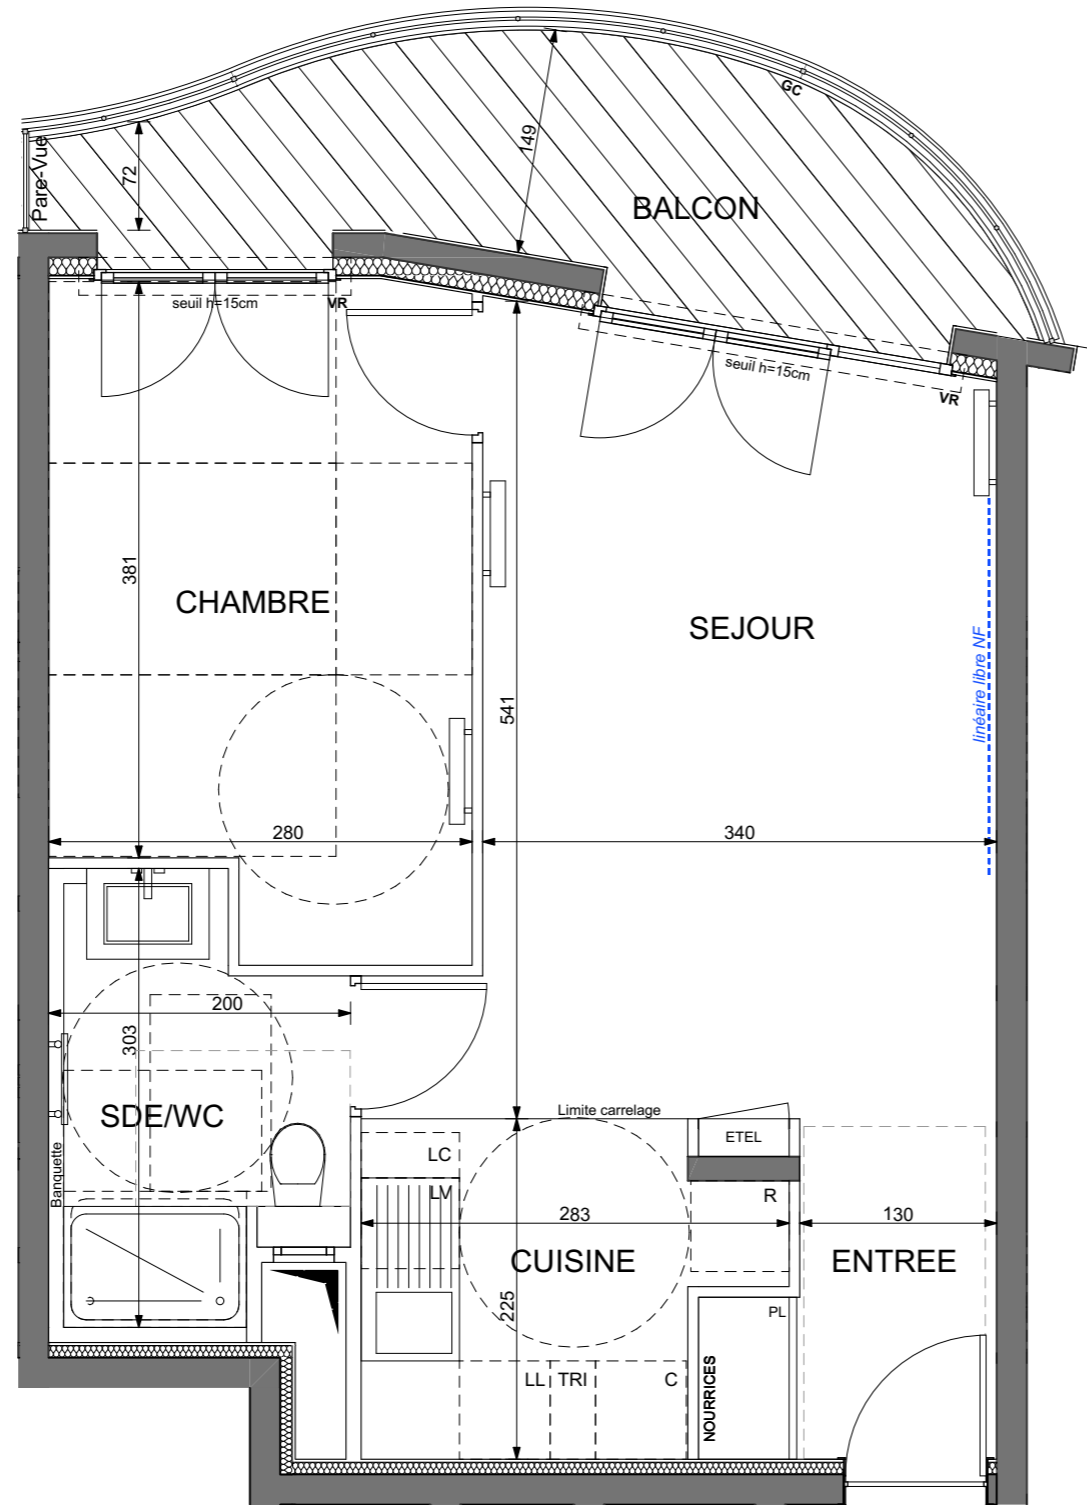 GC
Pare-Vue
72
149
BALCON
seuil h=15cm
VR
seuil h=15cm
VR
381
CHAMBRE
SEJOUR
541
linéaire libre NF
280
340
200
303
SDE/WC
Banquette
Limite carrelage
ETEL
LC
LV
R
283
130
CUISINE
ENTREE
225
PL
NOURRICES
LL
TRI
C